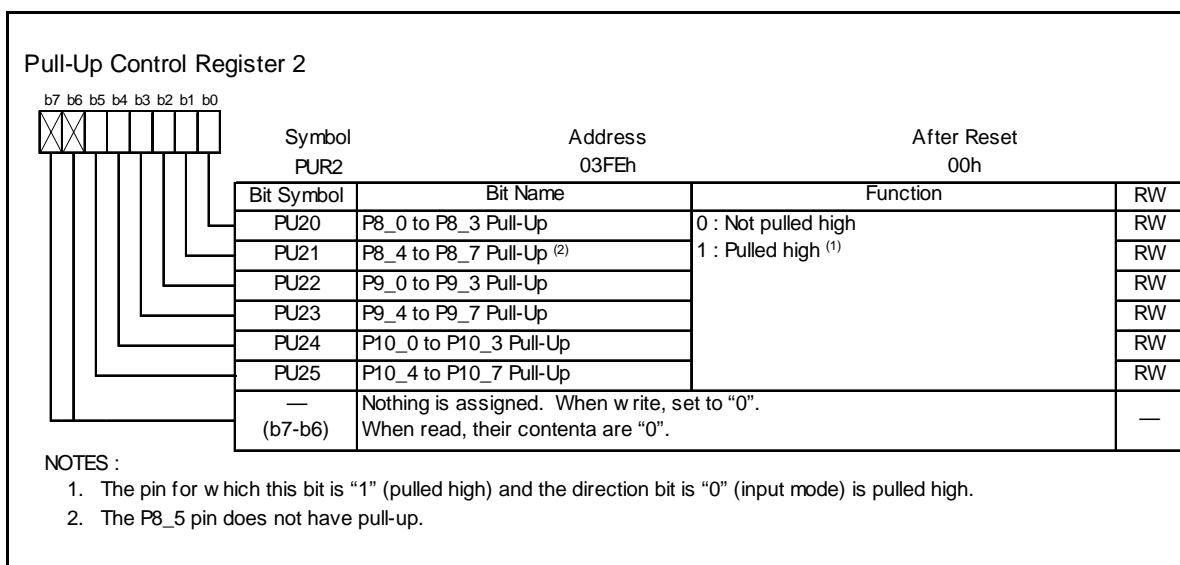 Pull-Up Control Register 2
b7 b6 b5 b4 b3 b2 b1 b0
Symbol Address After Reset
PUR2 03FEh 00h
Bit Symbol Bit Name Function RW
PU20 P8_0 to P8_3 Pull-Up 0 : Not pulled high RW
PU21 P8_4 to P8_7 Pull-Up (2) 1 : Pulled high (1) RW
PU22 P9_0 to P9_3 Pull-Up RW
PU23 P9_4 to P9_7 Pull-Up RW
PU24 P10_0 to P10_3 Pull-Up RW
PU25 P10_4 to P10_7 Pull-Up RW
— Nothing is assigned. When write, set to “0”. —
(b7-b6) When read, their contenta are “0”.
NOTES :
1. The pin for which this bit is “1” (pulled high) and the direction bit is “0” (input mode) is pulled high.
2. The P8_5 pin does not have pull-up.